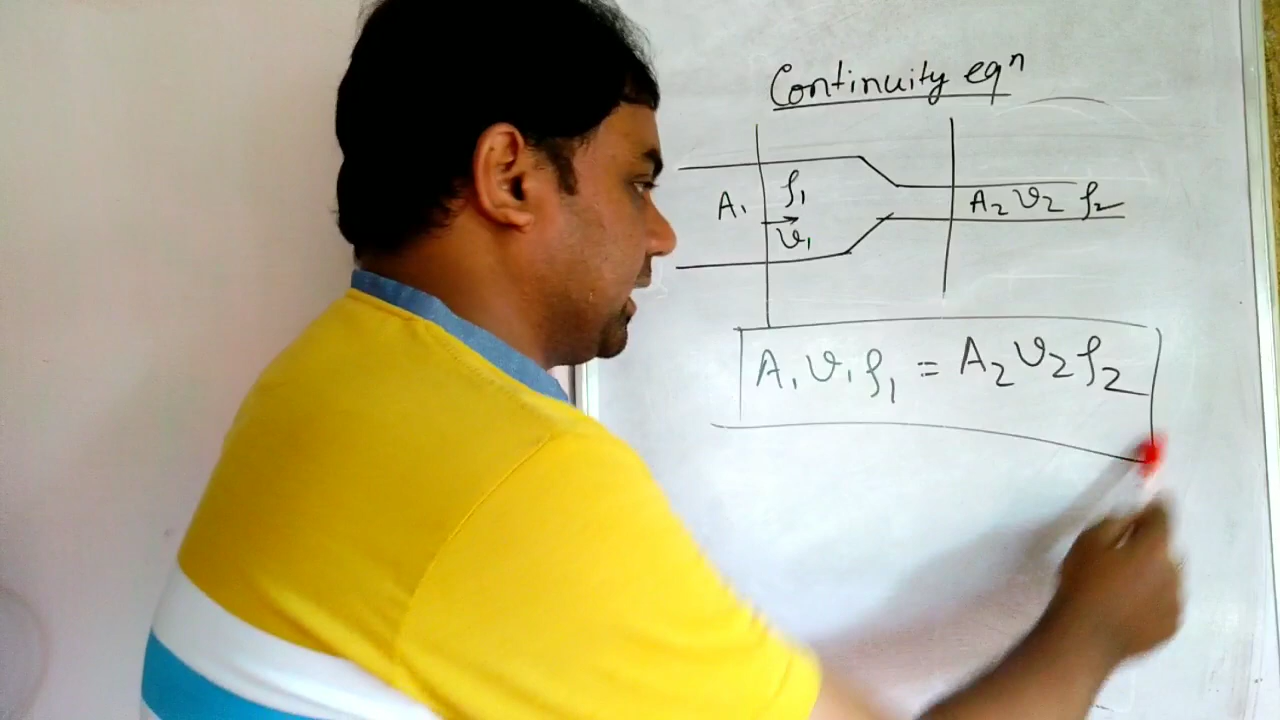 Continuity eqⁿ
A₁ ρ₁ A₂ v₂ ρ₂
v₁
A₁ v₁ ρ₁ = A₂ v₂ ρ₂